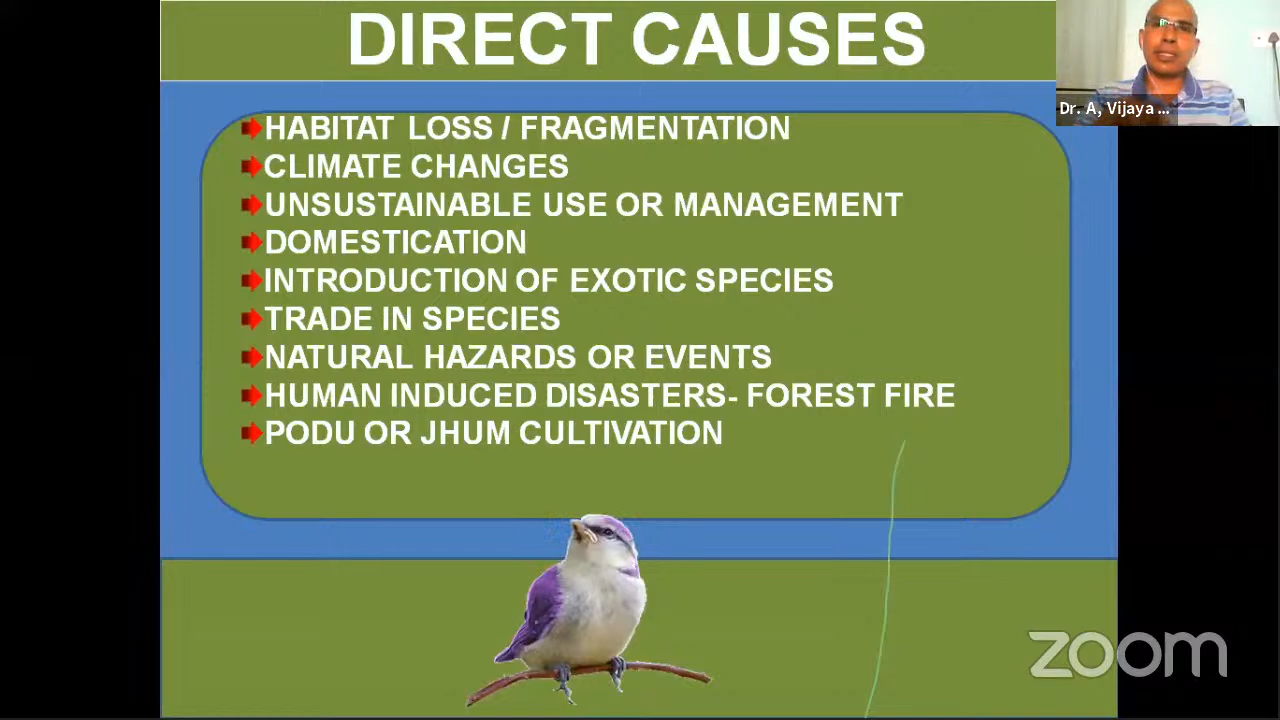 DIRECT CAUSES
Dr. A, Vijaya ...
HABITAT LOSS / FRAGMENTATION
CLIMATE CHANGES
UNSUSTAINABLE USE OR MANAGEMENT
DOMESTICATION
INTRODUCTION OF EXOTIC SPECIES
TRADE IN SPECIES
NATURAL HAZARDS OR EVENTS
HUMAN INDUCED DISASTERS- FOREST FIRE
PODU OR JHUM CULTIVATION
zoom